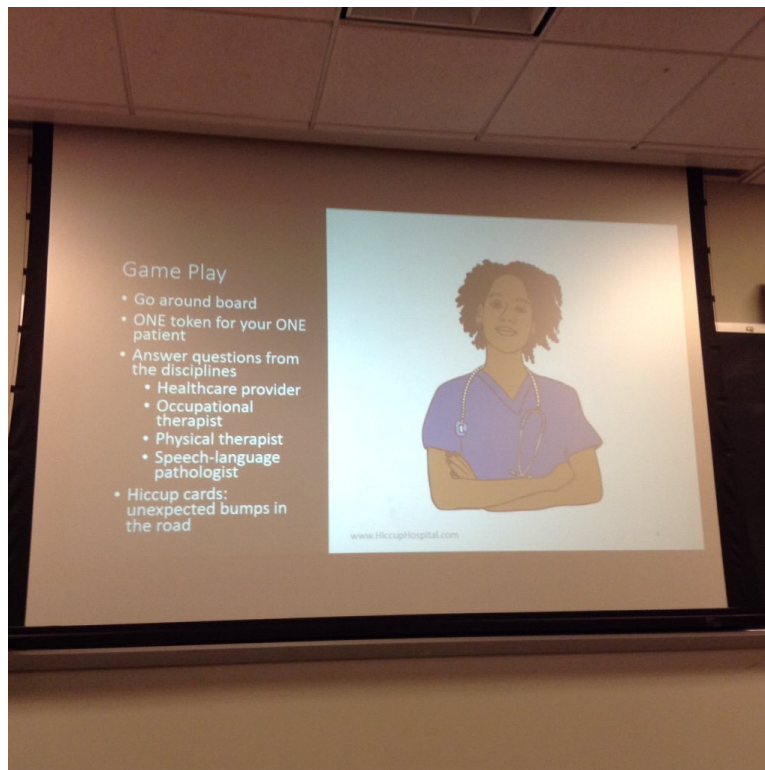 Game Play
• Go around board
• ONE token for your ONE
patient
• Answer questions from
the disciplines
• Healthcare provider
• Occupational
therapist
• Physical therapist
• Speech-language
pathologist
• Hiccup cards:
unexpected bumps in
the road
www.HiccupHospital.com